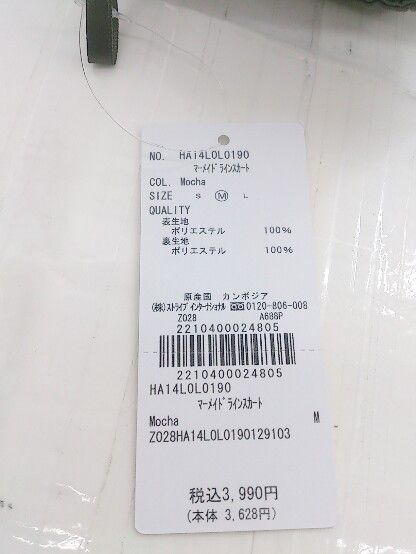 NO. HA14L0L0190
マーメイドラインスカート
COL. Mocha
SIZE S M L
QUALITY
表生地
ポリエステル 100%
裏生地
ポリエステル 100%
原産国 カンボジア
(株)ストライプインターナショナル 0120-806-008
Z028 A688P
2210400024805
2210400024805
HA14L0L0190
マーメイドラインスカート
Mocha M
Z028HA14L0L0190129103
税込3,990円
(本体 3,628円)